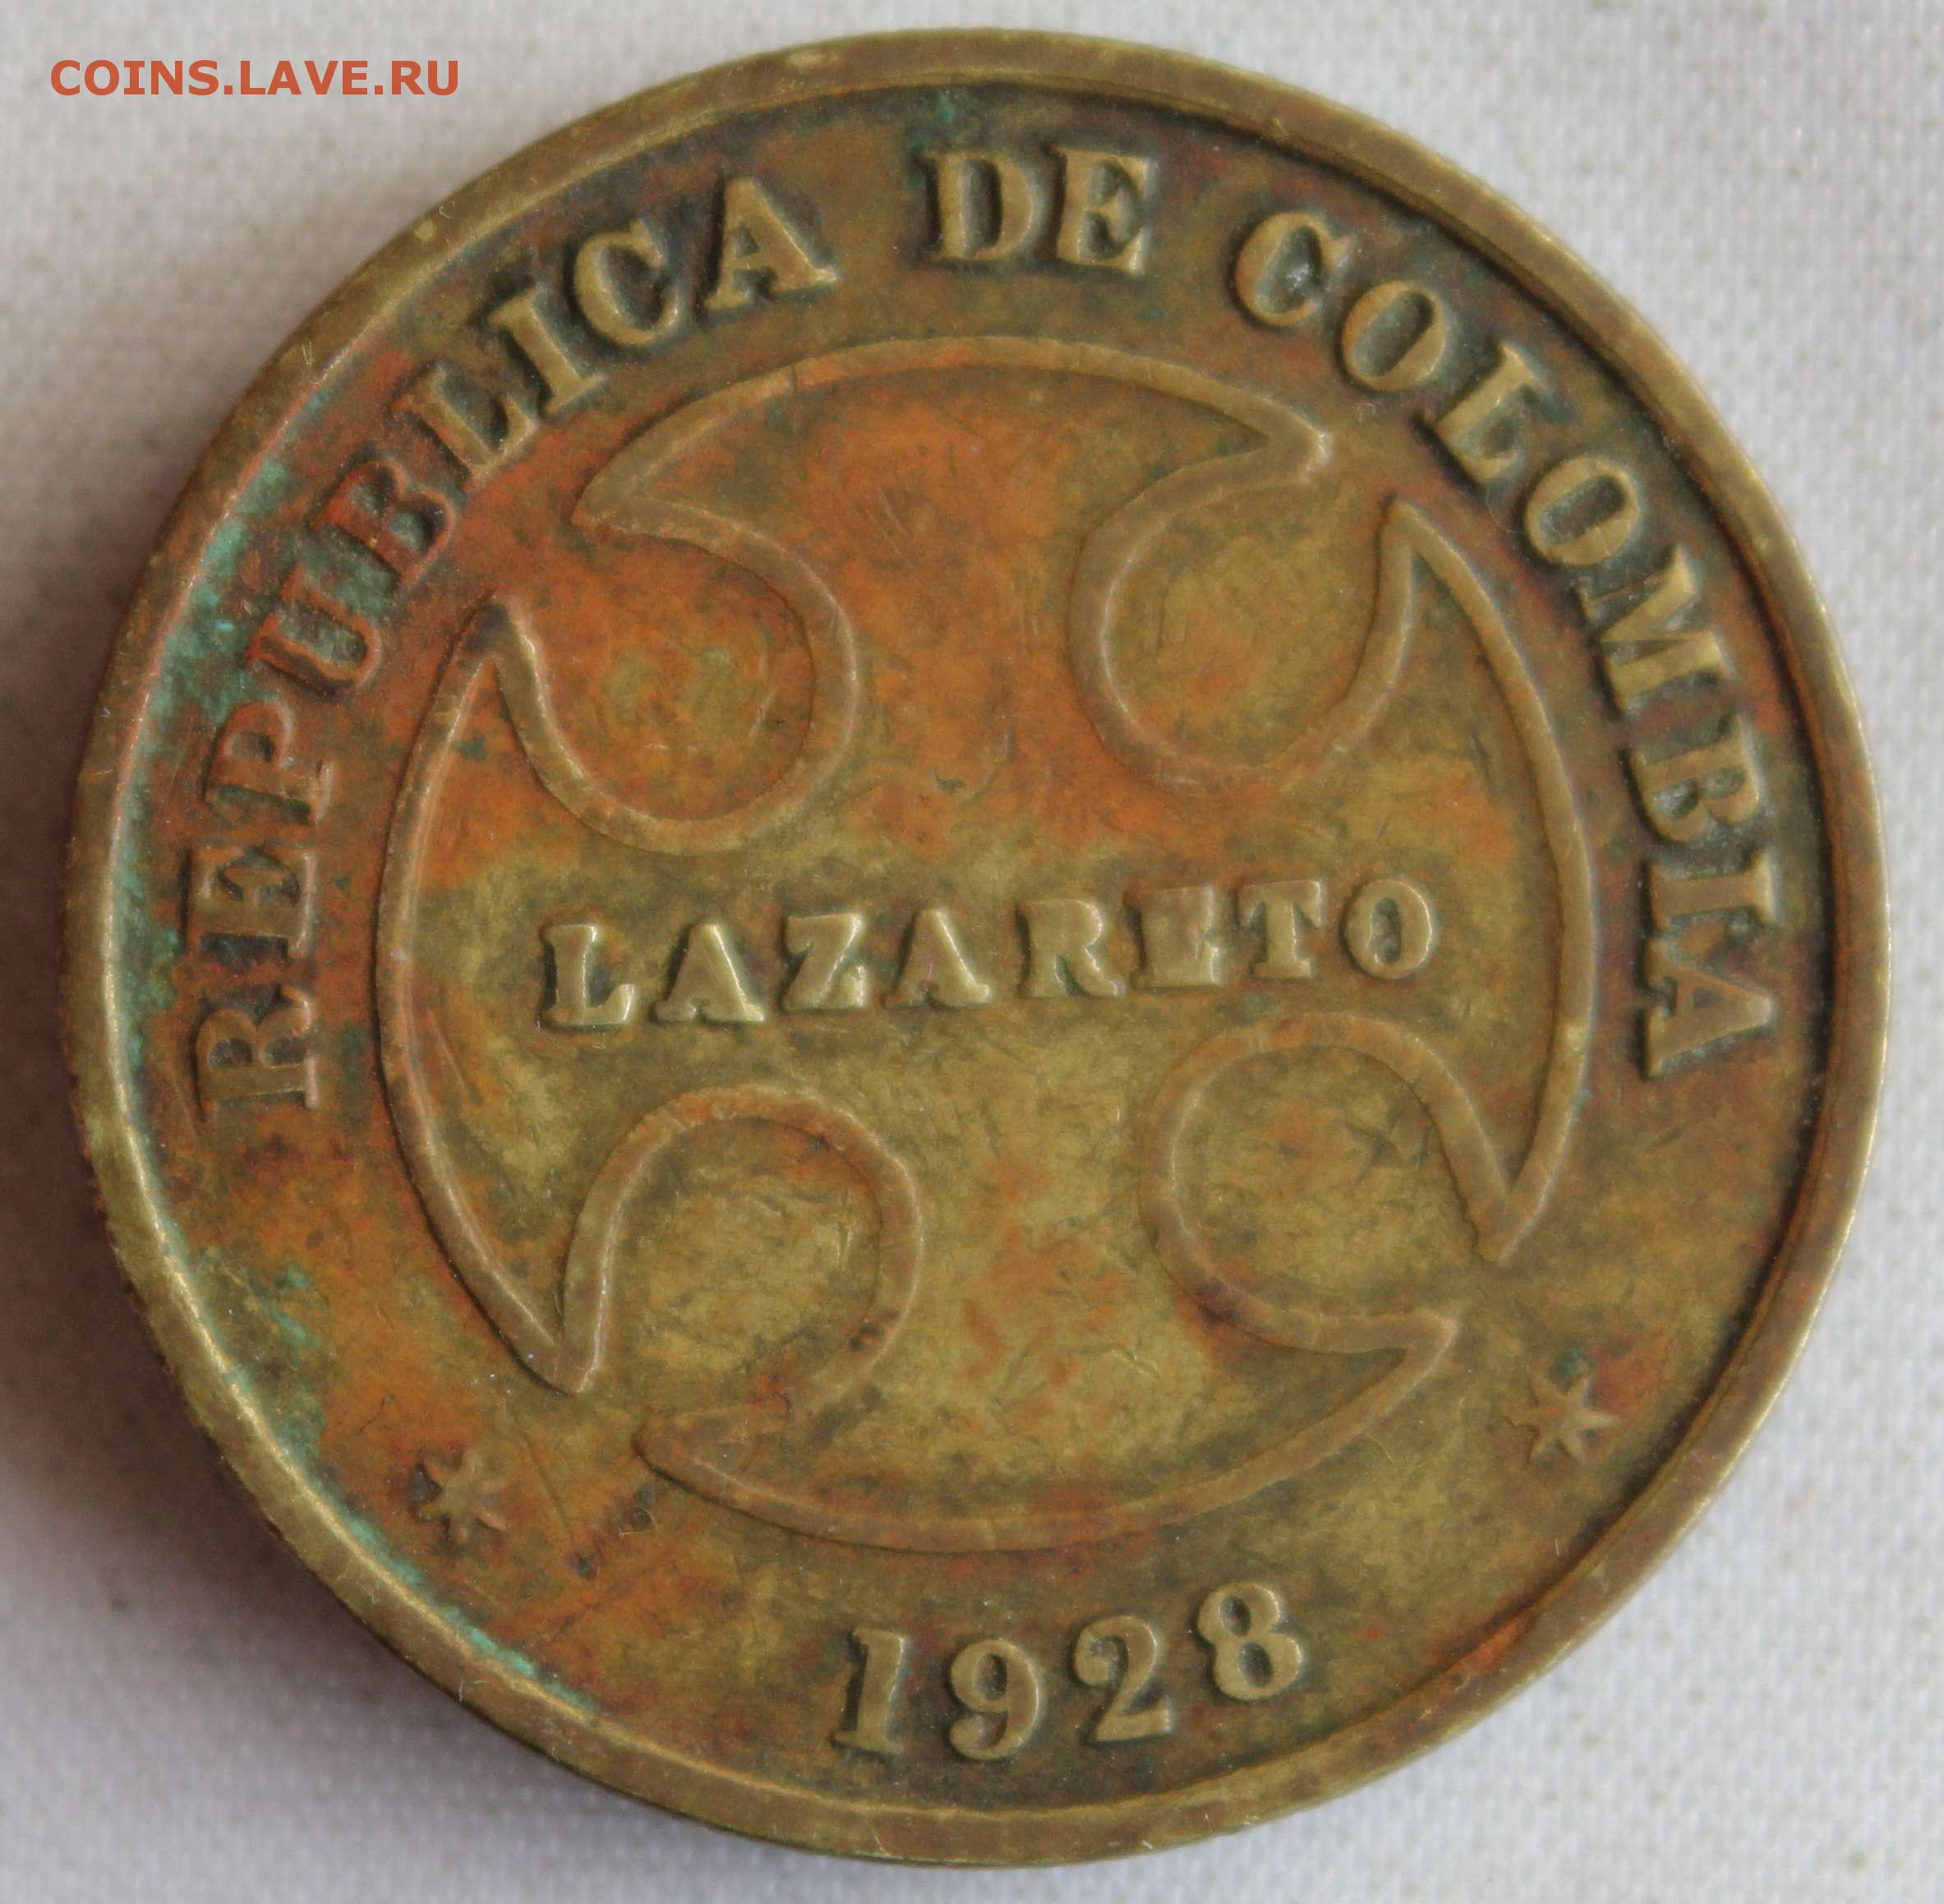 COINS.LAVE.RU
REPUBLICA DE COLOMBIA
LAZARETO
1928